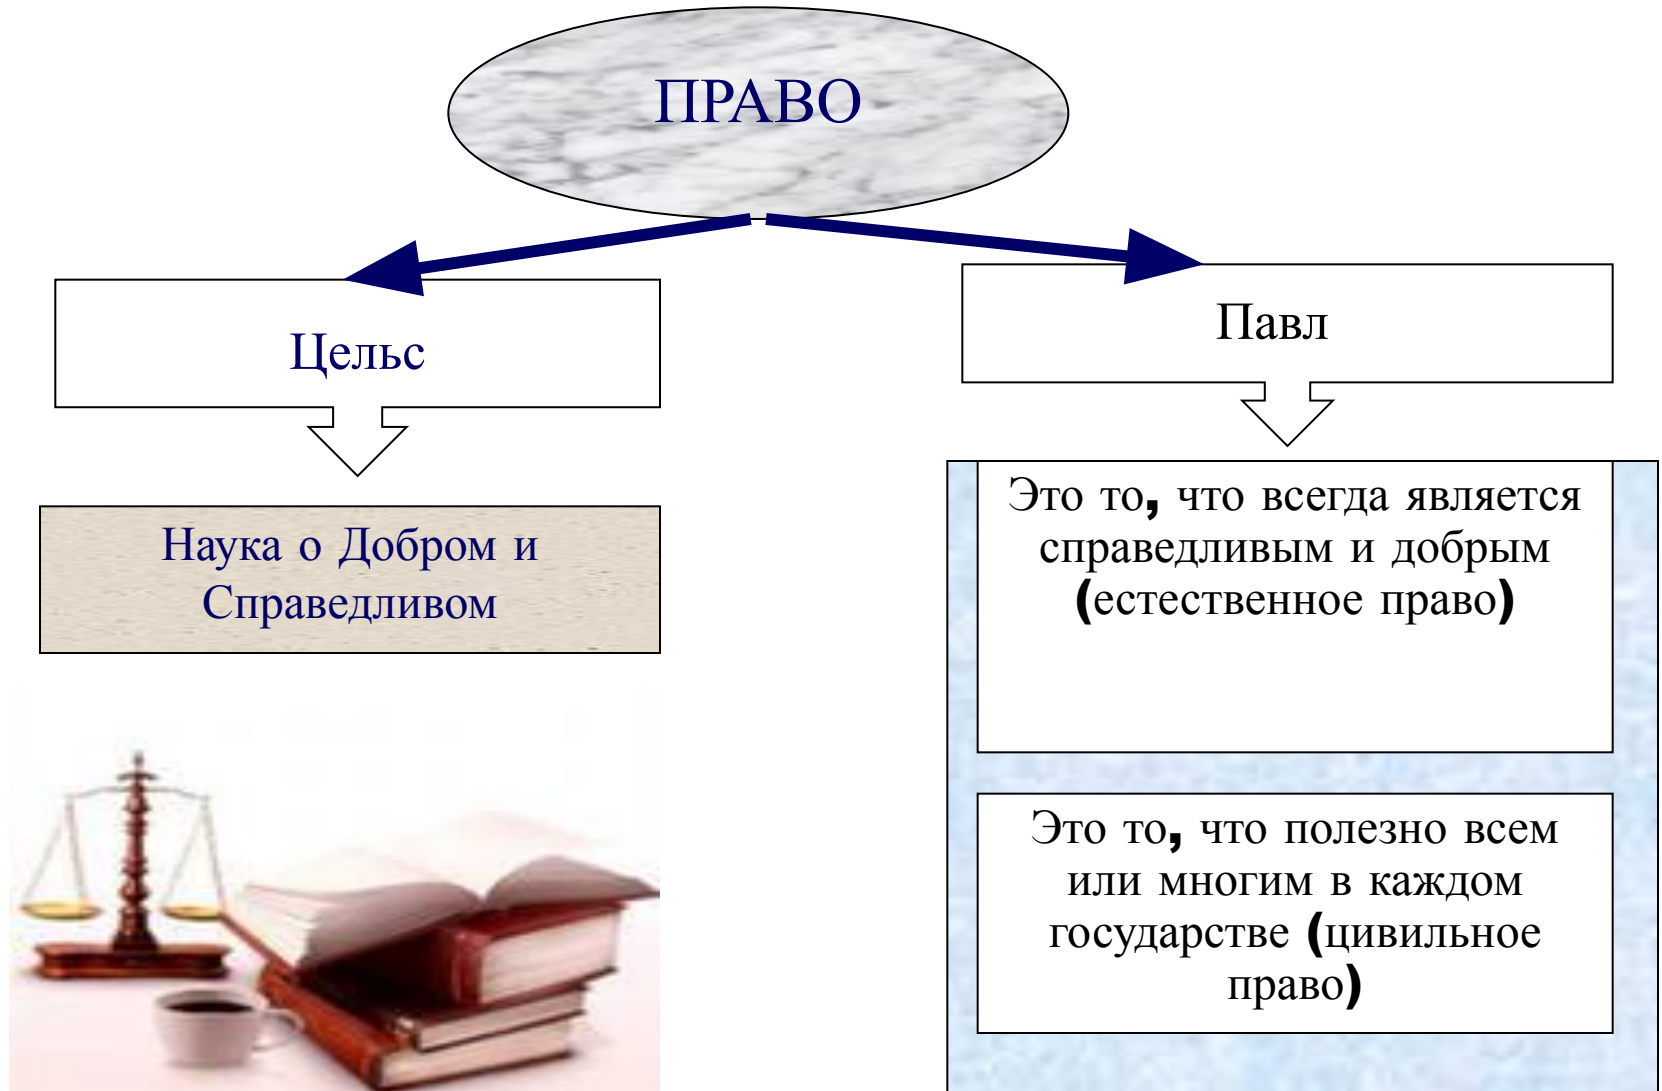 ПРАВО
Цельс
Наука о Добром и
Справедливом
Павл
Это то, что всегда является
справедливым и добрым
(естественное право)
Это то, что полезно всем
или многим в каждом
государстве (цивильное
право)